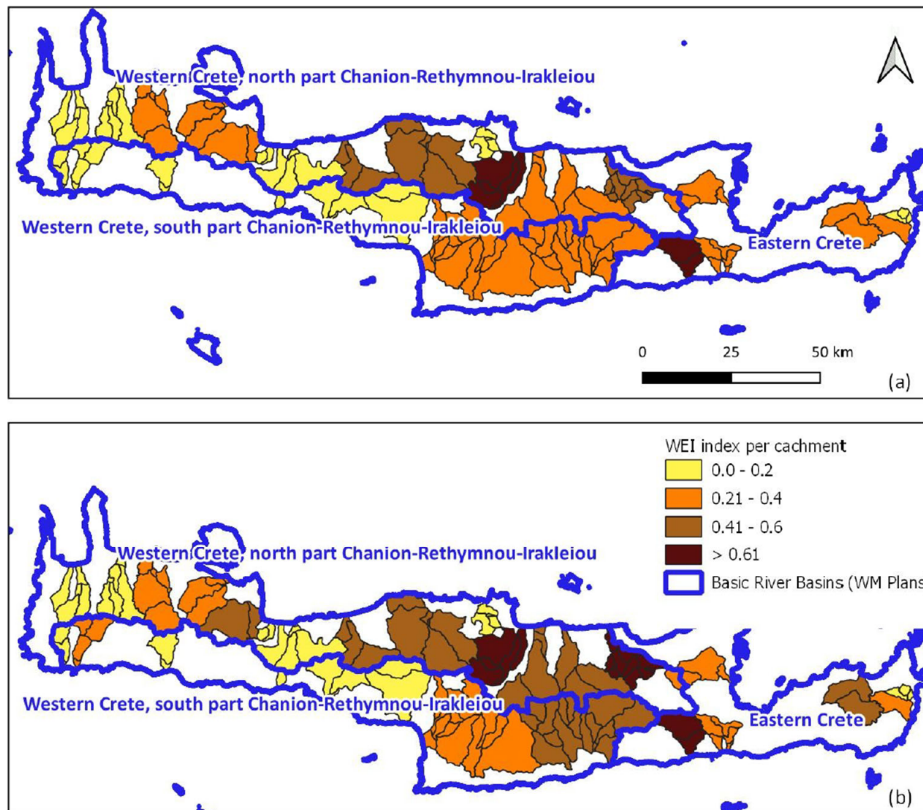 Western Crete, north part Chanion-Rethymnou-Irakleiou
Western Crete, south part Chanion-Rethymnou-Irakleiou
Eastern Crete
0 25 50 km
(a)
WEI index per cachment
0.0 - 0.2
0.21 - 0.4
0.41 - 0.6
> 0.61
Basic River Basins (WM Plans
Western Crete, north part Chanion-Rethymnou-Irakleiou
Western Crete, south part Chanion-Rethymnou-Irakleiou
Eastern Crete
(b)